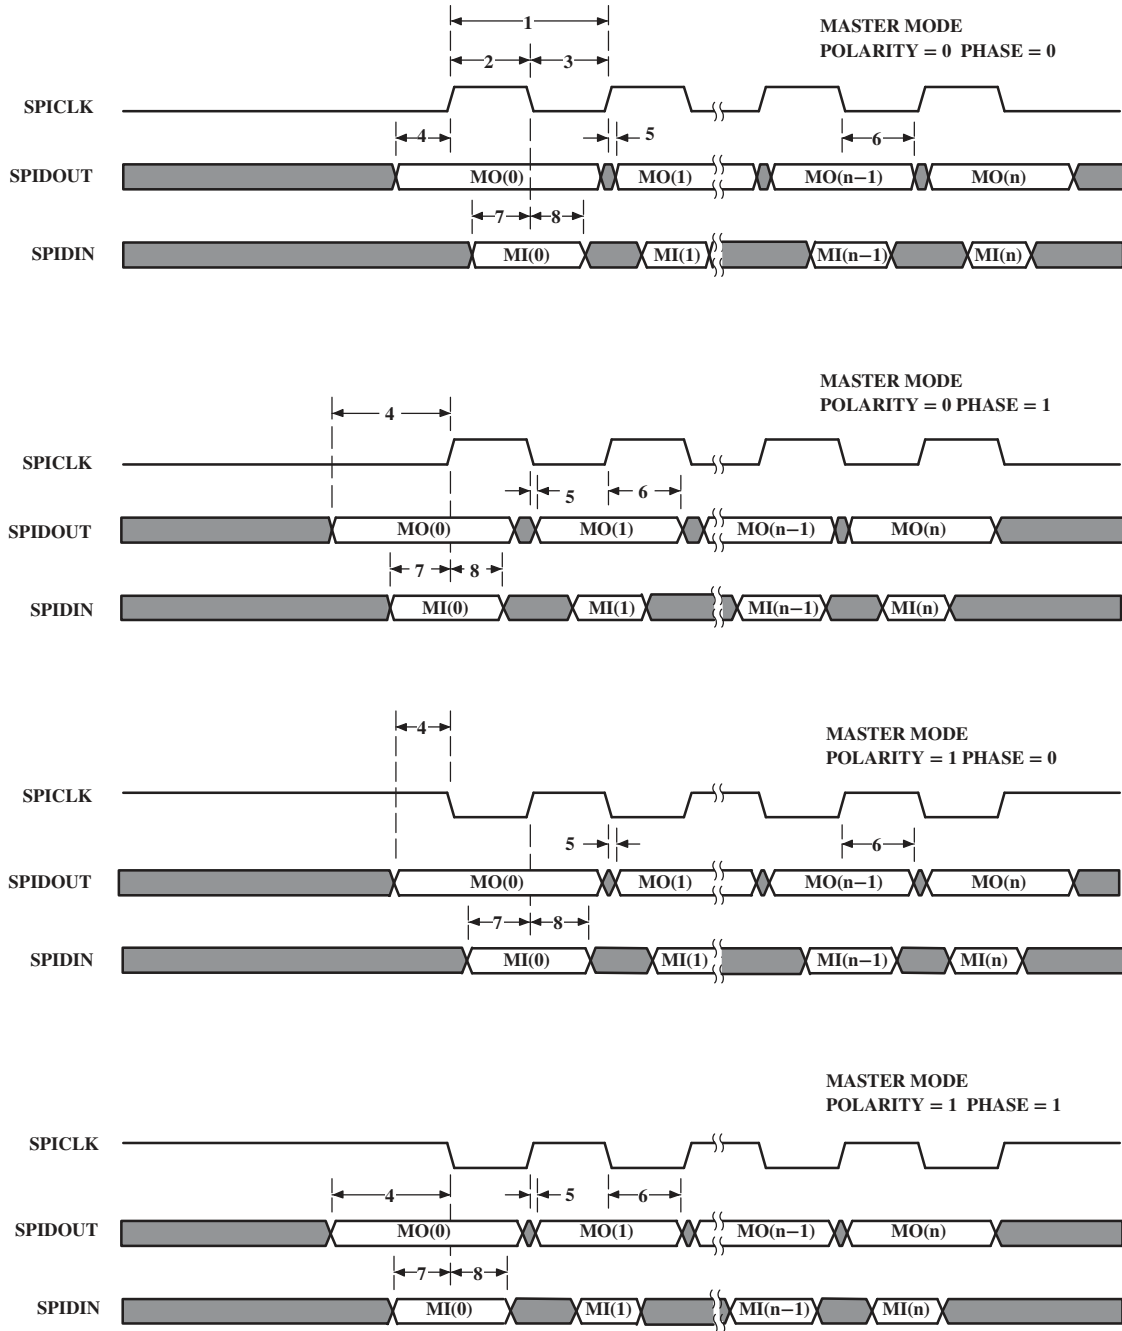 1
MASTER MODE
POLARITY = 0 PHASE = 0
2 3
SPICLK
4 5 6
SPIDOUT MO(0) MO(1) MO(n−1) MO(n)
7 8
SPIDIN MI(0) MI(1) MI(n−1) MI(n)
MASTER MODE
POLARITY = 0 PHASE = 1
4
SPICLK
5 6
SPIDOUT MO(0) MO(1) MO(n−1) MO(n)
7 8
SPIDIN MI(0) MI(1) MI(n−1) MI(n)
4
MASTER MODE
POLARITY = 1 PHASE = 0
SPICLK
5 6
SPIDOUT MO(0) MO(1) MO(n−1) MO(n)
7 8
SPIDIN MI(0) MI(1) MI(n−1) MI(n)
MASTER MODE
POLARITY = 1 PHASE = 1
SPICLK
4 5 6
SPIDOUT MO(0) MO(1) MO(n−1) MO(n)
7 8
SPIDIN MI(0) MI(1) MI(n−1) MI(n)